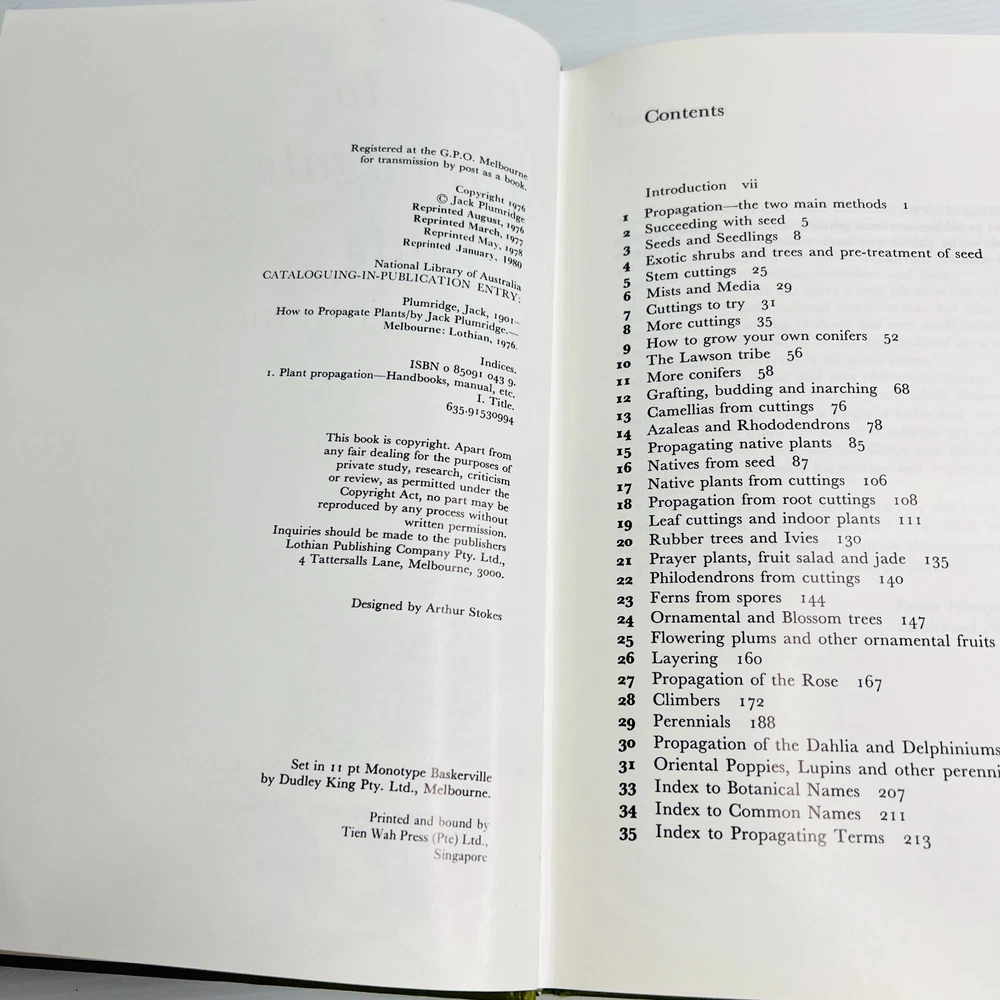 Registered at the G.P.O. Melbourne
for transmission by post as a book.
Copyright 1976
© Jack Plumridge
Reprinted August, 1976
Reprinted March, 1977
Reprinted May, 1978
Reprinted January, 1980
National Library of Australia
CATALOGUING-IN-PUBLICATION ENTRY:
Plumridge, Jack, 1901–
How to Propagate Plants/by Jack Plumridge.—
Melbourne: Lothian, 1976.
Indices.
ISBN 0 85091 043 9.
1. Plant propagation—Handbooks, manual, etc.
I. Title.
635.91530994
This book is copyright. Apart from
any fair dealing for the purposes of
private study, research, criticism
or review, as permitted under the
Copyright Act, no part may be
reproduced by any process without
written permission.
Inquiries should be made to the publishers
Lothian Publishing Company Pty. Ltd.,
4 Tattersalls Lane, Melbourne, 3000.
Designed by Arthur Stokes
Set in 11 pt Monotype Baskerville
by Dudley King Pty. Ltd., Melbourne.
Printed and bound by
Tien Wah Press (Pte) Ltd.,
Singapore
Contents
Introduction vii
1 Propagation—the two main methods 1
2 Succeeding with seed 5
3 Seeds and Seedlings 8
4 Exotic shrubs and trees and pre-treatment of seed
5 Stem cuttings 25
6 Mists and Media 29
7 Cuttings to try 31
8 More cuttings 35
9 How to grow your own conifers 52
10 The Lawson tribe 56
11 More conifers 58
12 Grafting, budding and inarching 68
13 Camellias from cuttings 76
14 Azaleas and Rhododendrons 78
15 Propagating native plants 85
16 Natives from seed 87
17 Native plants from cuttings 106
18 Propagation from root cuttings 108
19 Leaf cuttings and indoor plants 111
20 Rubber trees and Ivies 130
21 Prayer plants, fruit salad and jade 135
22 Philodendrons from cuttings 140
23 Ferns from spores 144
24 Ornamental and Blossom trees 147
25 Flowering plums and other ornamental fruits
26 Layering 160
27 Propagation of the Rose 167
28 Climbers 172
29 Perennials 188
30 Propagation of the Dahlia and Delphiniums
31 Oriental Poppies, Lupins and other perenni
33 Index to Botanical Names 207
34 Index to Common Names 211
35 Index to Propagating Terms 213